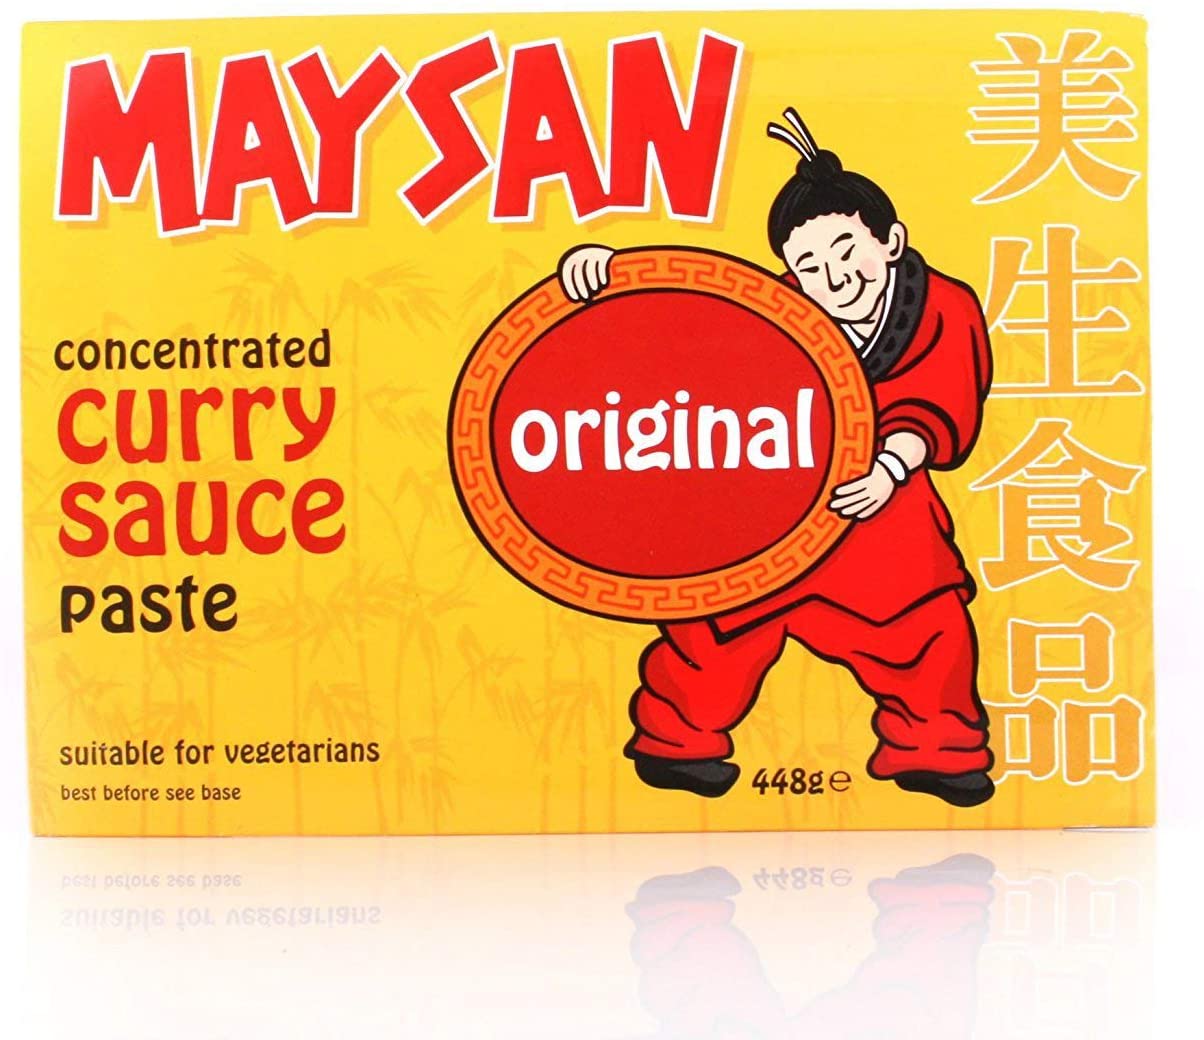 MAYSAN
concentrated
curry
sauce
paste
original
suitable for vegetarians
best before see base
448g℮
美生食品